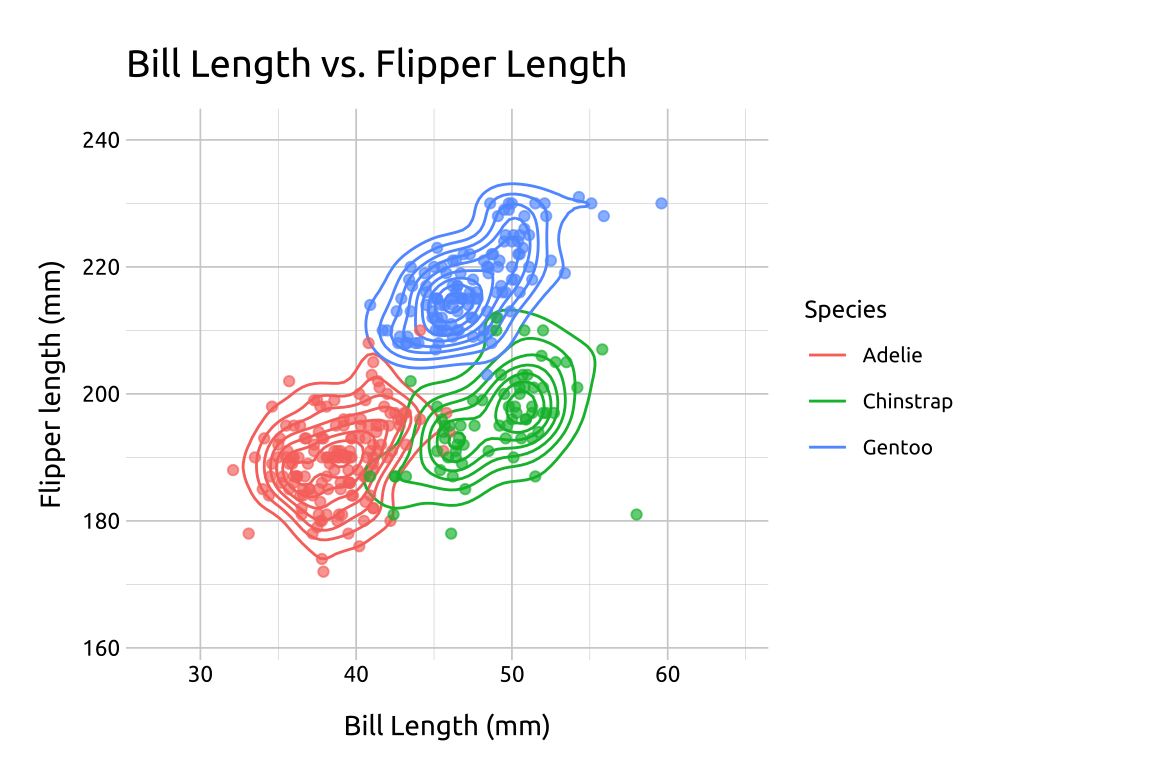 Bill Length vs. Flipper Length
Flipper length (mm)
240
220
200
180
160
30 40 50 60
Bill Length (mm)
Species
Adelie
Chinstrap
Gentoo